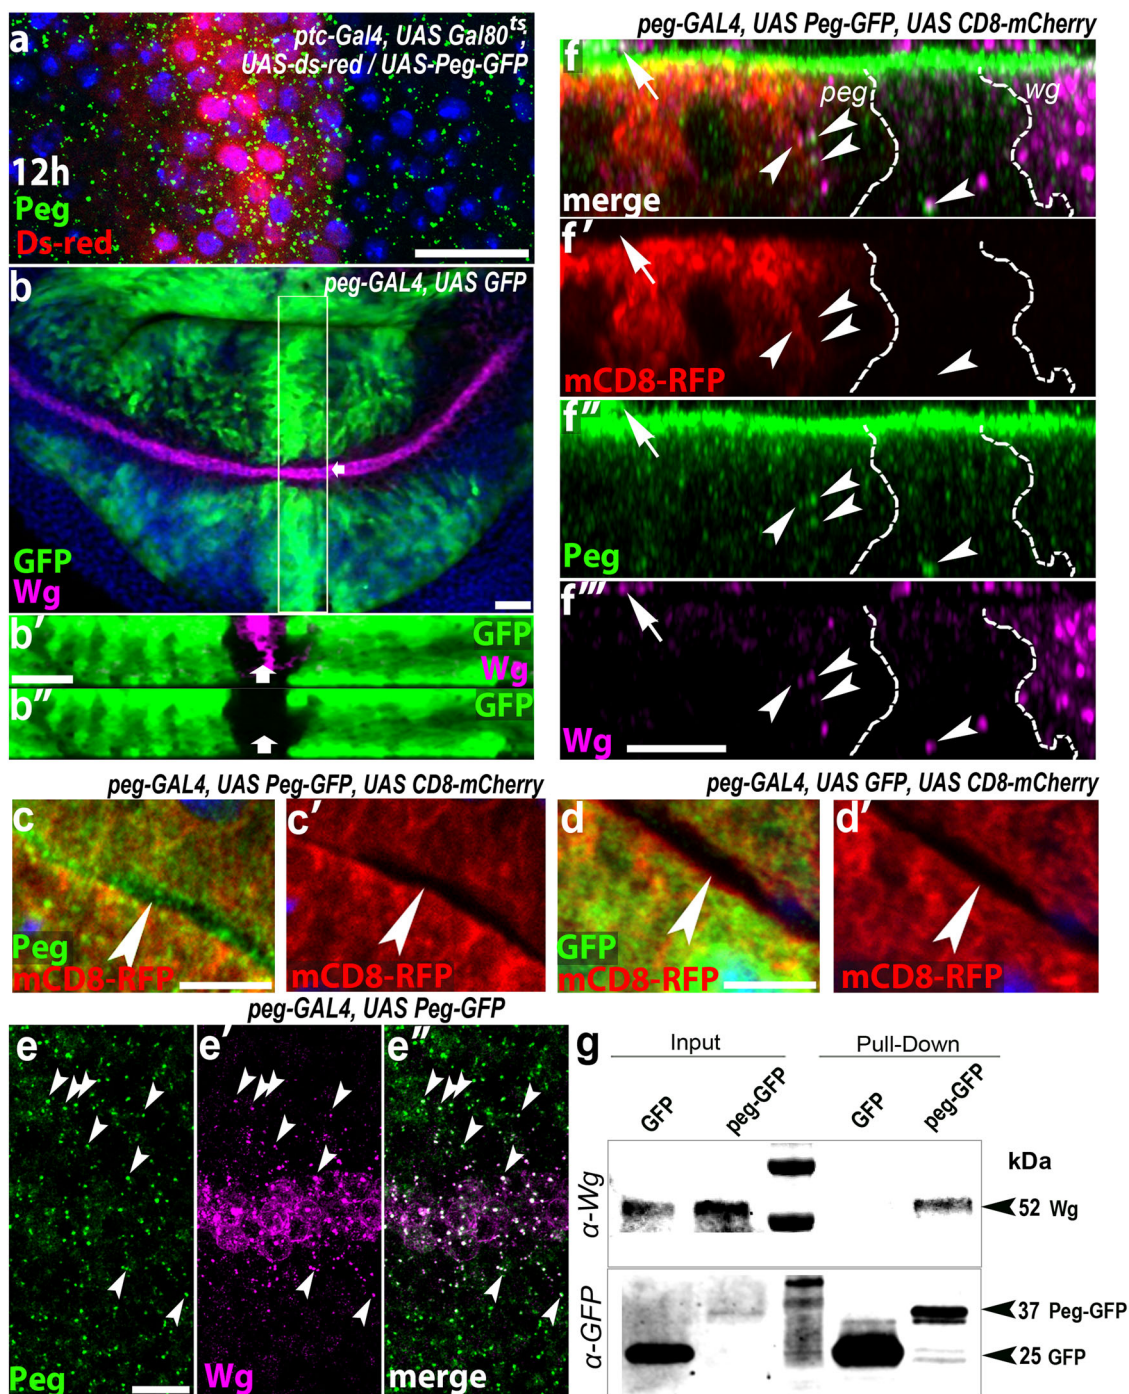 a
ptc-Gal4, UAS Gal80ts;
UAS-ds-red / UAS-Peg-GFP
12h
Peg
Ds-red
b
peg-GAL4, UAS GFP
GFP
Wg
b'
GFP
Wg
b''
GFP
peg-GAL4, UAS Peg-GFP, UAS CD8-mCherry
f
peg
wg
merge
f'
mCD8-RFP
f''
Peg
f'''
Wg
peg-GAL4, UAS Peg-GFP, UAS CD8-mCherry
c
Peg
mCD8-RFP
c'
mCD8-RFP
peg-GAL4, UAS GFP, UAS CD8-mCherry
d
GFP
mCD8-RFP
d'
mCD8-RFP
peg-GAL4, UAS Peg-GFP
e
Peg
e'
Wg
e''
merge
g
Input
Pull-Down
GFP
peg-GFP
GFP
peg-GFP
kDa
α-Wg
52 Wg
α-GFP
37 Peg-GFP
25 GFP